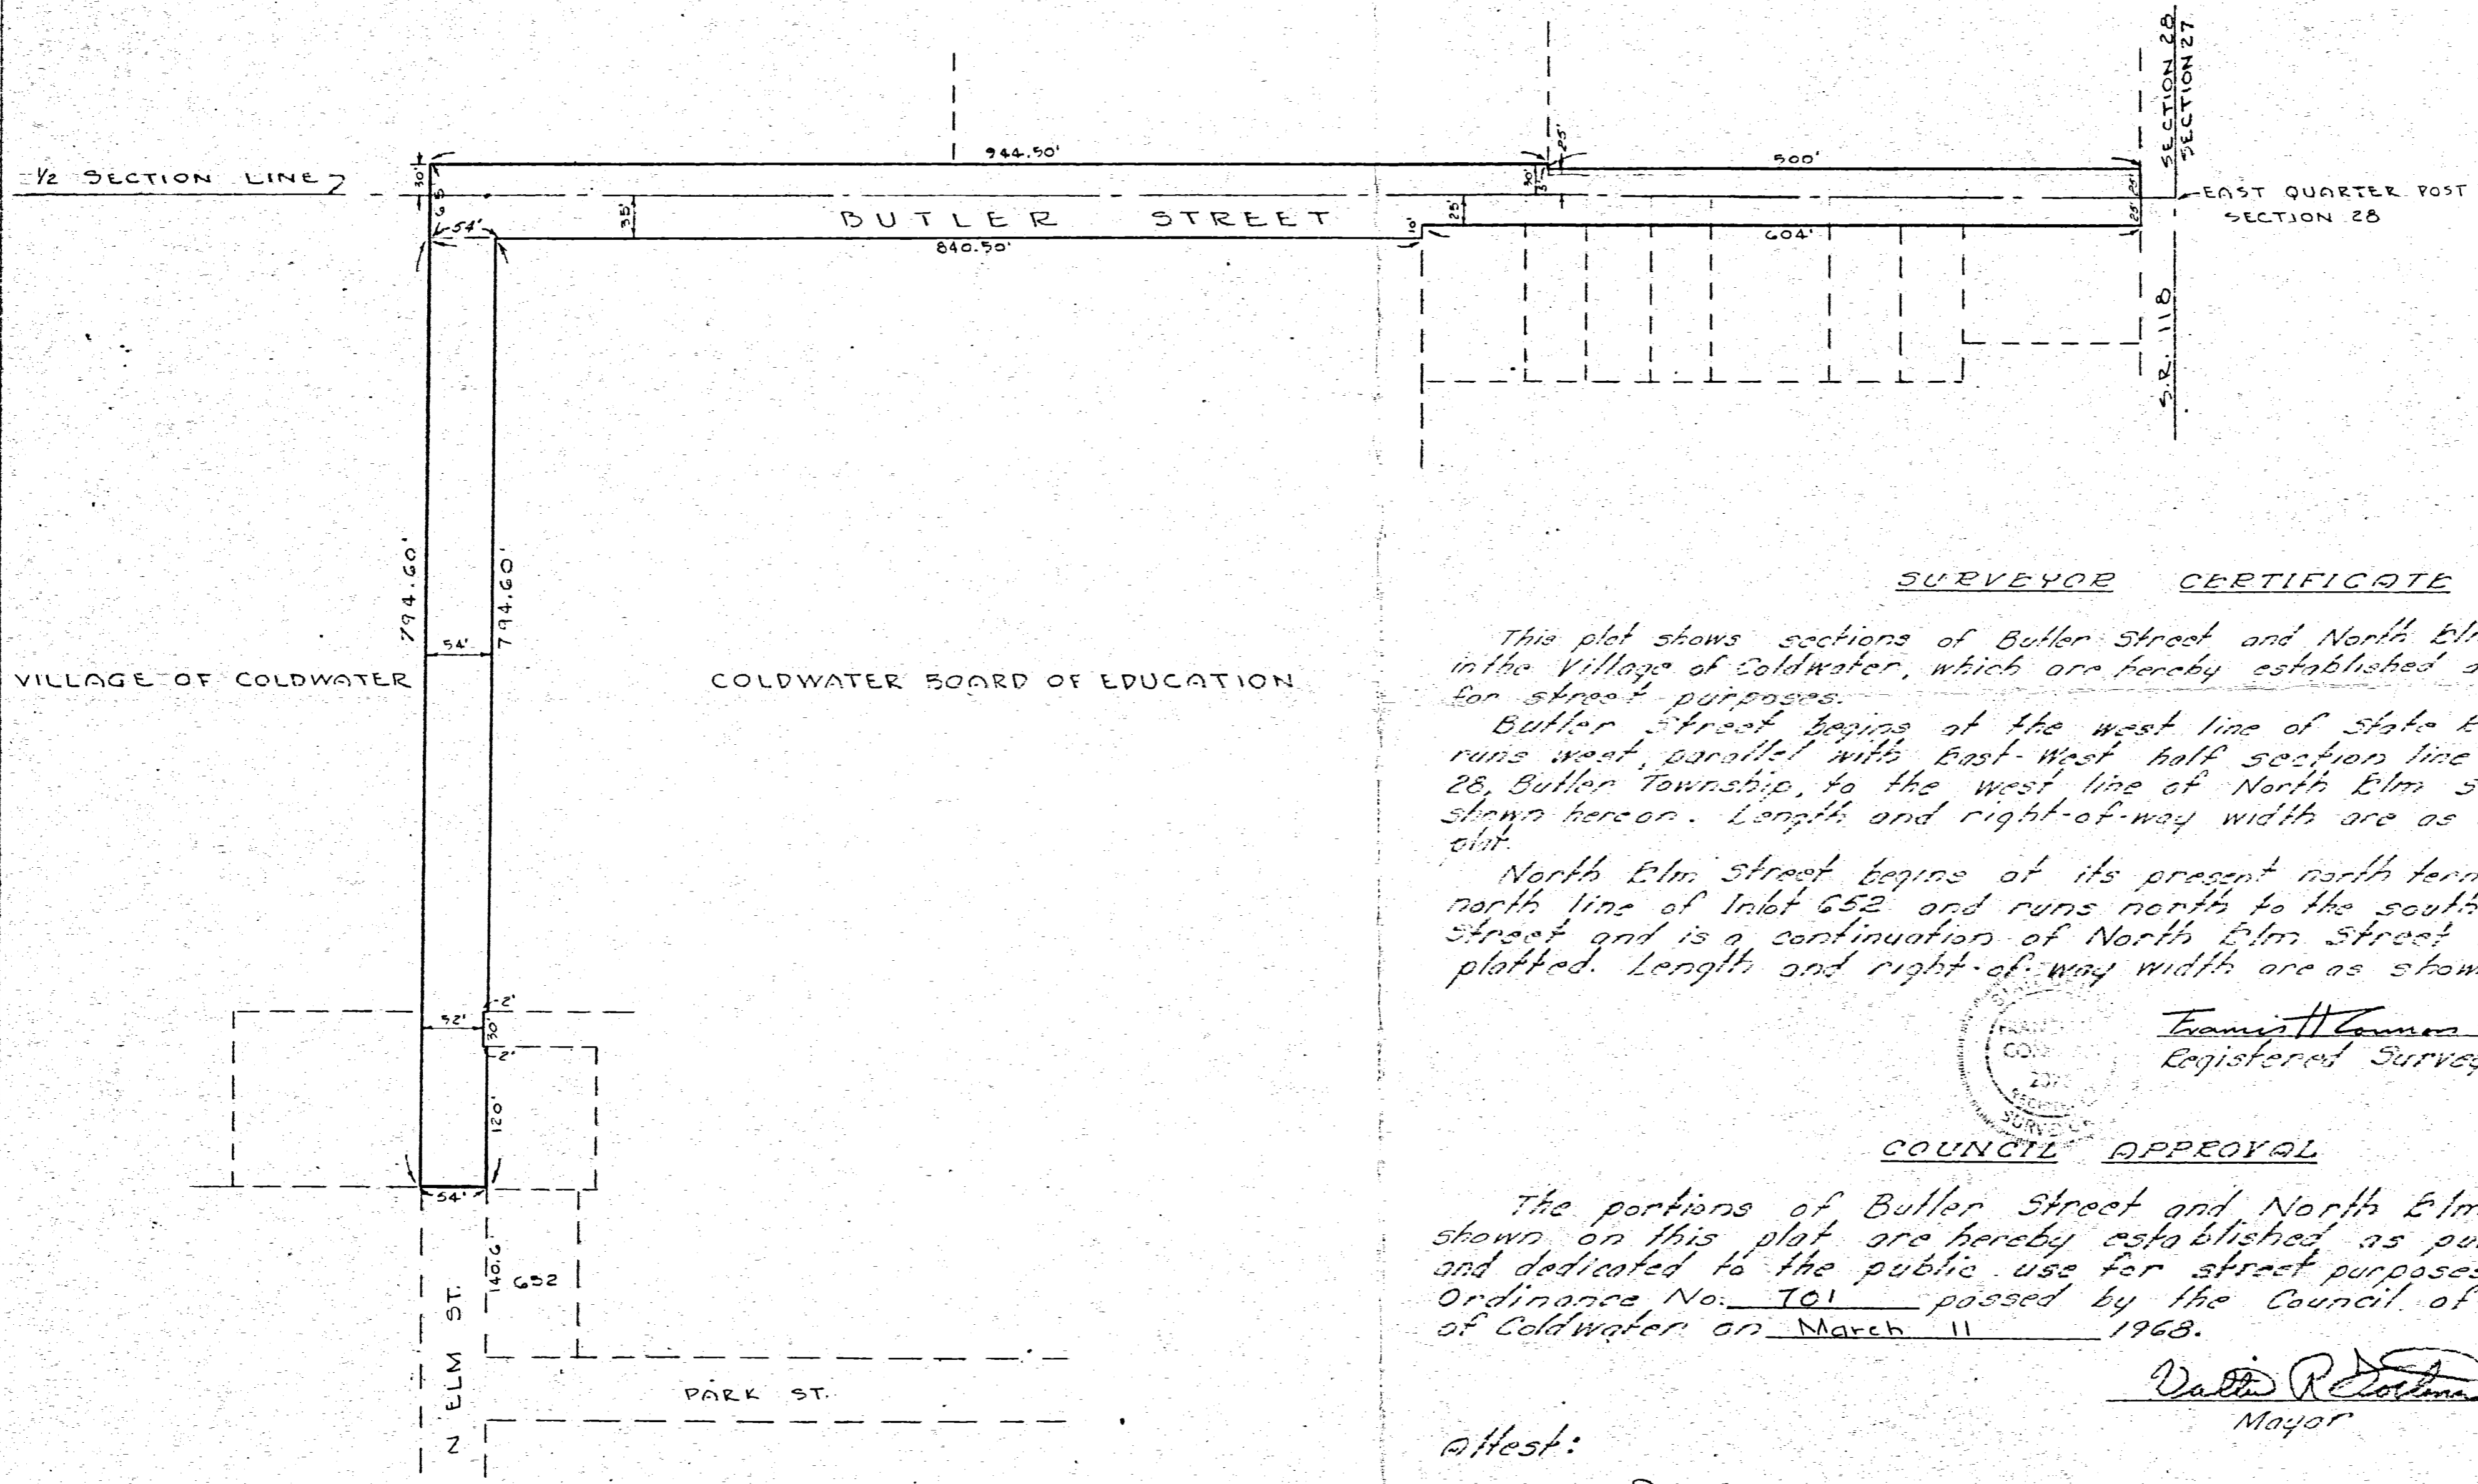 SECTION 28
SECTION 27
944.50'
25'
500'
1/2 SECTION LINE
30'
65
30'
5'
25'
EAST QUARTER POST
SECTION 28
54'
35'
BUTLER STREET
10'
25'
25'
840.50'
604'
S.R. 118
794.60'
794.60'
54'
VILLAGE OF COLDWATER
COLDWATER BOARD OF EDUCATION
2'
52'
30'
2'
120'
54'
140.6'
652
N ELM ST.
PARK ST.
SURVEYOR CERTIFICATE
This plat shows sections of Butler Street and North Elm
in the Village of Coldwater, which are hereby established
for street purposes.
Butler Street begins at the west line of State
runs west, parallel with East-West half section line
28, Butler Township, to the west line of North Elm S
shown hereon. Length and right-of-way width are as
plat.
North Elm Street begins at its present north term
north line of Inlot 652 and runs north to the south
Street and is a continuation of North Elm Street
platted. Length and right-of-way width are as show
Francis H Connon
Registered Survey
COUNCIL APPROVAL
The portions of Butler Street and North Elm
shown on this plat are hereby established as pu
and dedicated to the public use for street purposes
Ordinance No. 701 passed by the Council of
of Coldwater on March 11 1968.
Mayor
Attest: